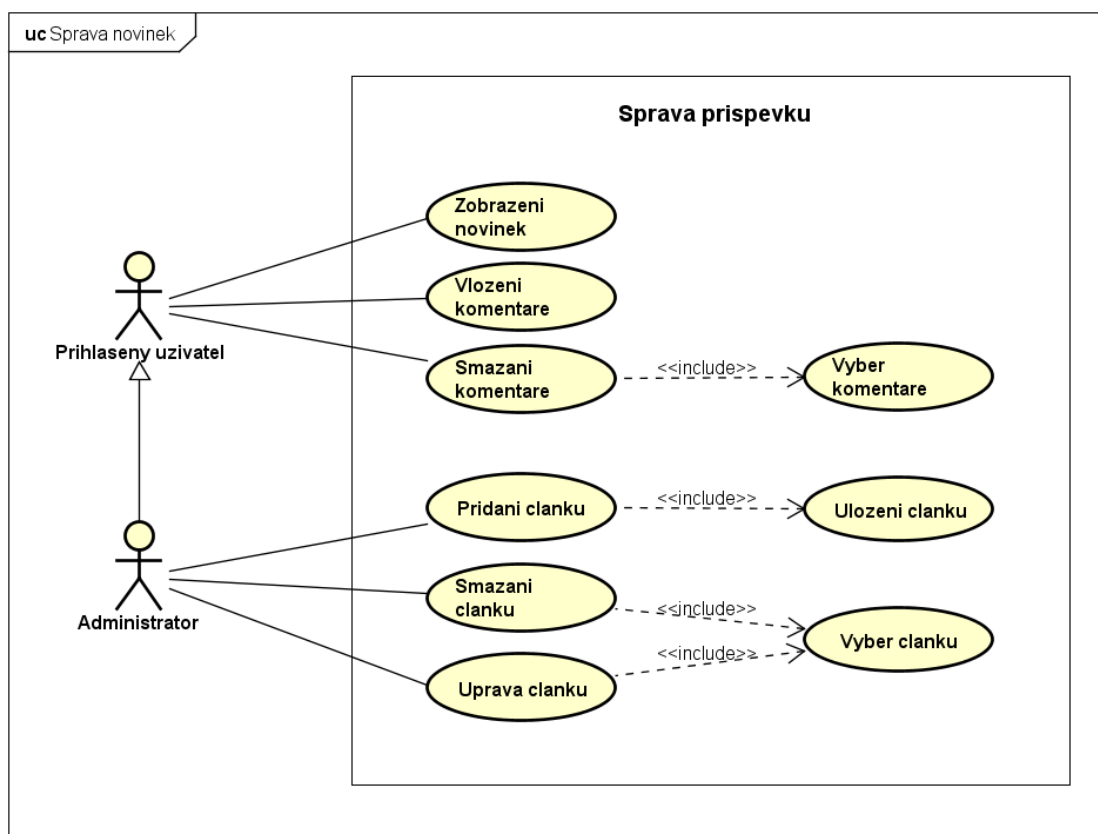 uc Sprava novinek
Sprava prispevku
Zobrazeni
novinek
Vlozeni
komentare
Prihlaseny uzivatel
Smazani
komentare
<<include>>
Vyber
komentare
Pridani clanku
<<include>>
Ulozeni clanku
Administrator
Smazani
clanku
<<include>>
<<include>>
Vyber clanku
Uprava clanku